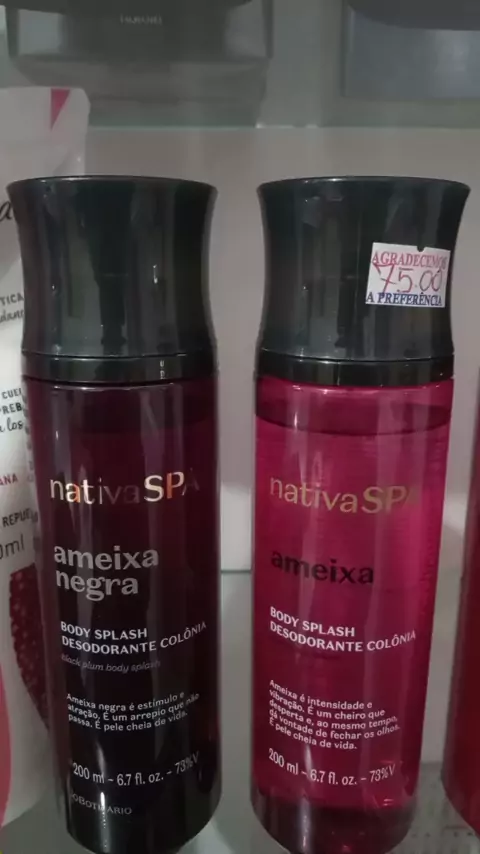 nativaSPA
ameixa
negra
BODY SPLASH
DESODORANTE COLÔNIA
black plum body splash
Ameixa negra é estímulo e
atração. É um arrepio que não
passa. É pele cheia de vida.
200 ml - 6.7 fl. oz. - 73%V
OBOTICÁRIO
AGRADECEMOS
75.00
A PREFERÊNCIA
nativaSPA
ameixa
BODY SPLASH
DESODORANTE COLÔNIA
Ameixa é intensidade e
vibração. É um cheiro que
desperta e, ao mesmo tempo,
dá vontade de fechar os olhos.
É pele cheia de vida.
200 ml - 6.7 fl. oz. - 73%V